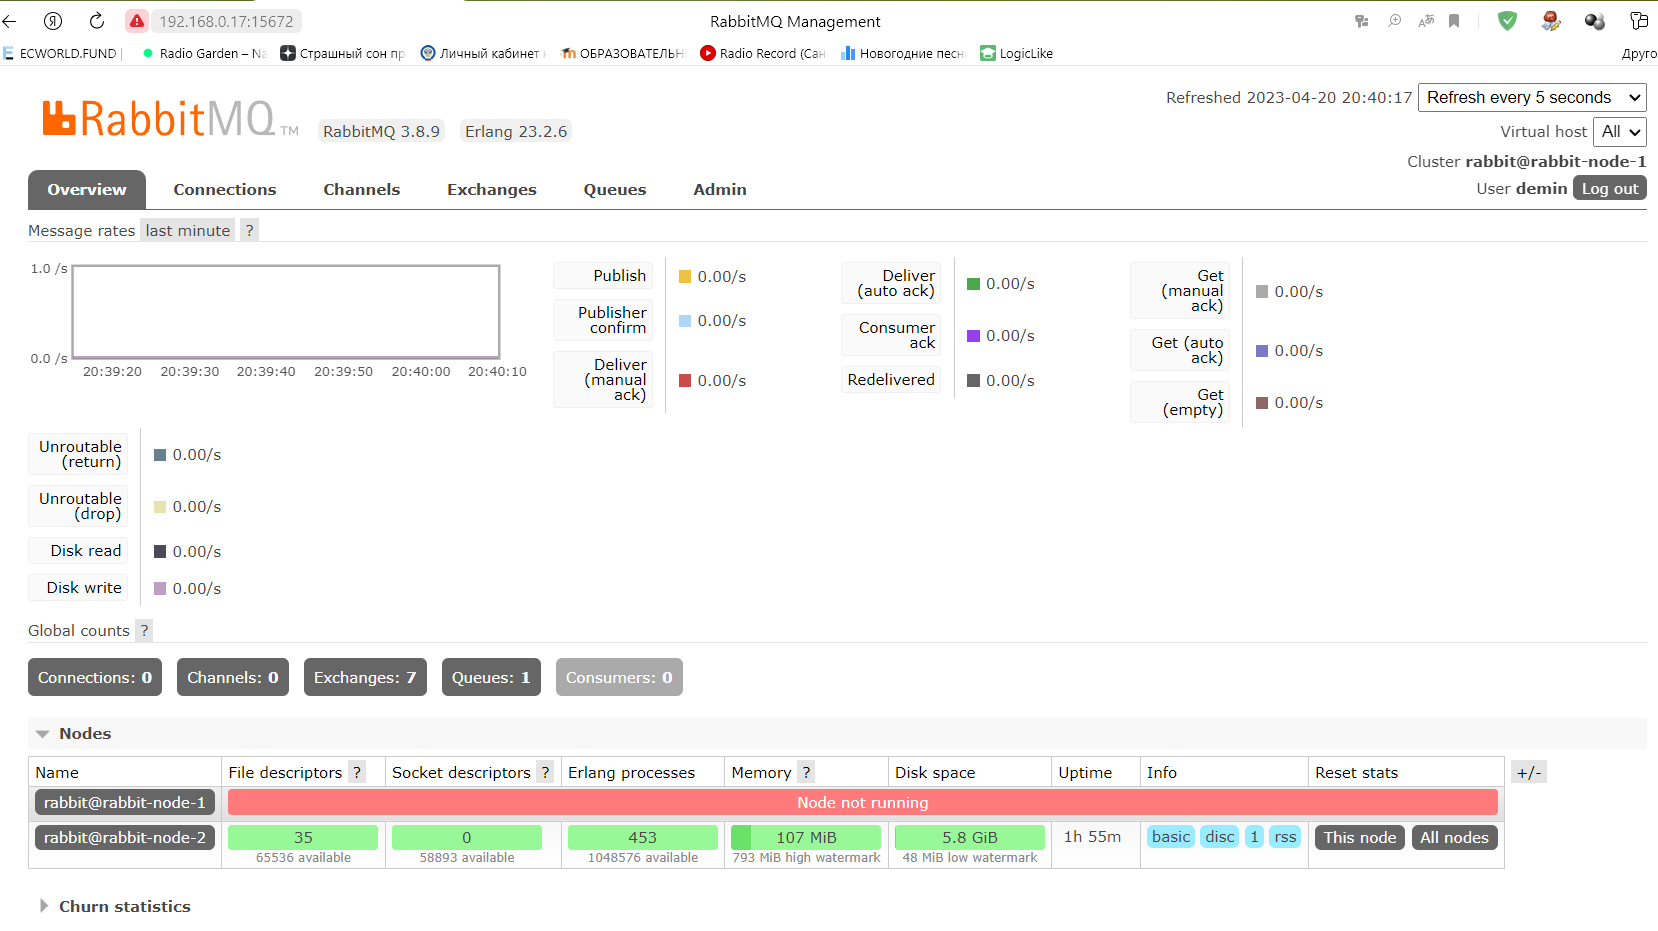 192.168.0.17:15672 RabbitMQ Management
ECWORLD.FUND | Radio Garden – Na Страшный сон пр Личный кабинет ОБРАЗОВАТЕЛЬН Radio Record (Сан Новогодние песн LogicLike Друго
Refreshed 2023-04-20 20:40:17 Refresh every 5 seconds
RabbitMQ TM RabbitMQ 3.8.9 Erlang 23.2.6
Virtual host All
Cluster rabbit@rabbit-node-1
User demin Log out
Overview Connections Channels Exchanges Queues Admin
Message rates last minute ?
1.0 /s
0.0 /s
20:39:20 20:39:30 20:39:40 20:39:50 20:40:00 20:40:10
Publish 0.00/s
Publisher
confirm 0.00/s
Deliver
(manual
ack) 0.00/s
Deliver
(auto ack) 0.00/s
Consumer
ack 0.00/s
Redelivered 0.00/s
Get
(manual
ack) 0.00/s
Get (auto
ack) 0.00/s
Get
(empty) 0.00/s
Unroutable
(return) 0.00/s
Unroutable
(drop) 0.00/s
Disk read 0.00/s
Disk write 0.00/s
Global counts ?
Connections: 0 Channels: 0 Exchanges: 7 Queues: 1 Consumers: 0
Nodes
Name File descriptors ? Socket descriptors ? Erlang processes Memory ? Disk space Uptime Info Reset stats +/-
rabbit@rabbit-node-1 Node not running
rabbit@rabbit-node-2 35 0 453 107 MiB 5.8 GiB 1h 55m basic disc 1 rss This node All nodes
65536 available 58893 available 1048576 available 793 MiB high watermark 48 MiB low watermark
Churn statistics